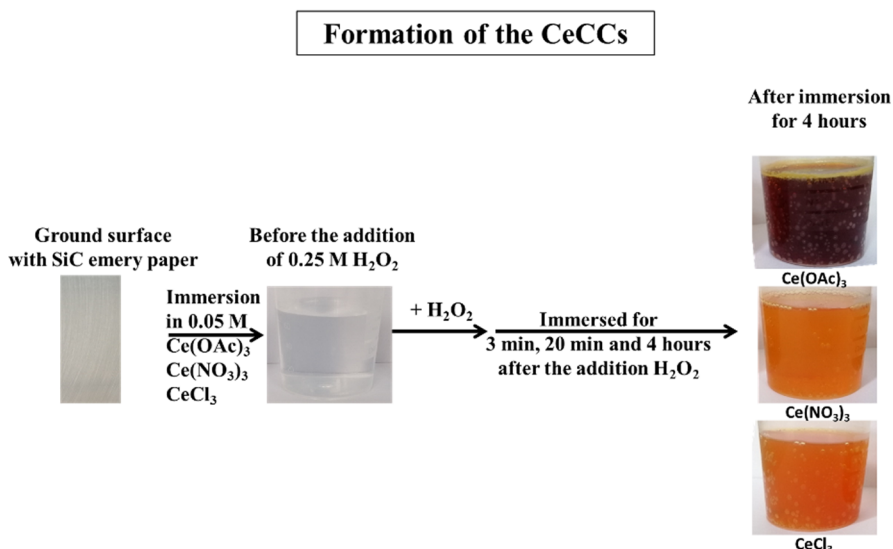 Formation of the CeCCs
After immersion
for 4 hours
Ground surface
with SiC emery paper
Before the addition
of 0.25 M H₂O₂
Immersion
in 0.05 M
Ce(OAc)₃
Ce(NO₃)₃
CeCl₃
+ H₂O₂
Immersed for
3 min, 20 min and 4 hours
after the addition H₂O₂
Ce(OAc)₃
Ce(NO₃)₃
CeCl₃